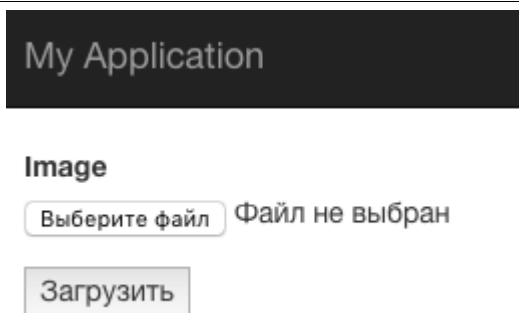 My Application
Image
Выберите файл Файл не выбран
Загрузить